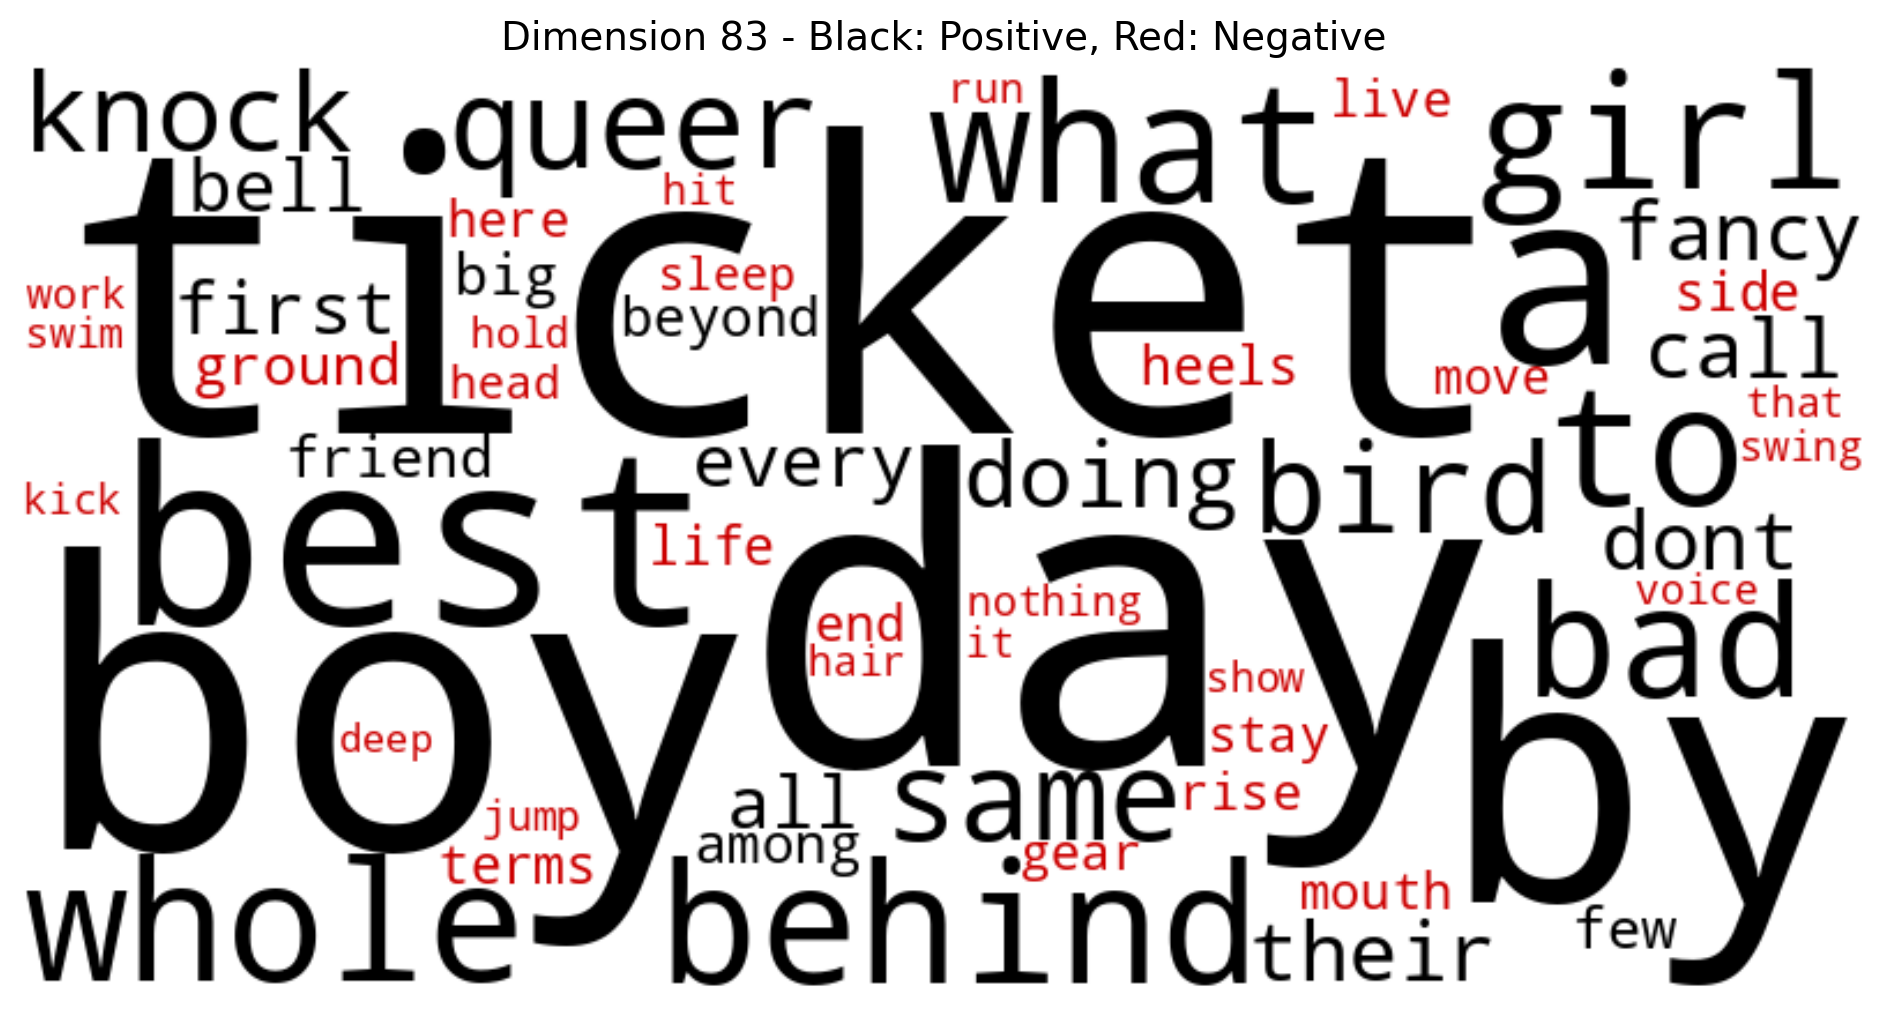 Dimension 83 - Black: Positive, Red: Negative
knock
queer
run
what
live
girl
bell
hit
here
fancy
ticket
a
big
sleep
work
first
beyond
side
swim
hold
call
ground
head
heels
move
that
to
swing
friend
every
doing
bird
kick
best
life
dont
boy
day
end
nothing
voice
hair
it
bad
show
by
deep
stay
all
same
rise
jump
among
terms
gear
whole
behind
mouth
their
few